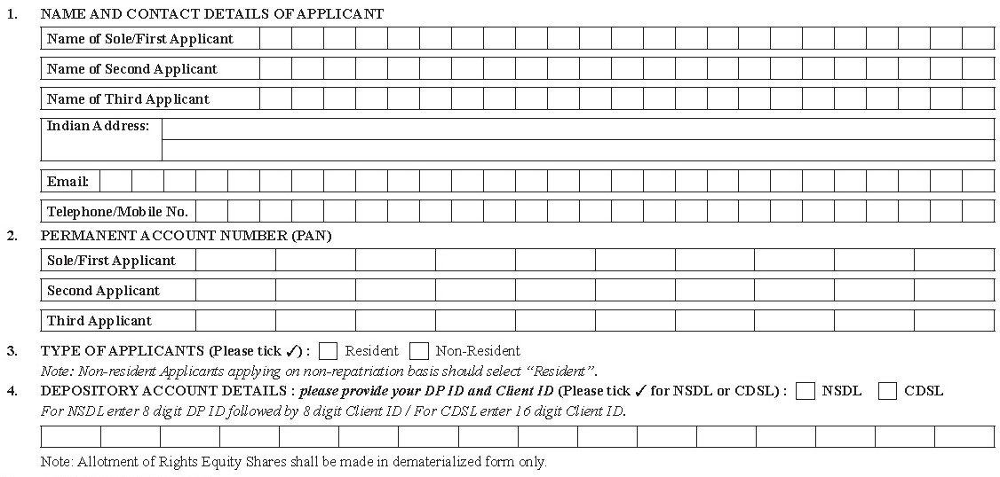 1. NAME AND CONTACT DETAILS OF APPLICANT
Name of Sole/First Applicant
Name of Second Applicant
Name of Third Applicant
Indian Address:
Email:
Telephone/Mobile No.
2. PERMANENT ACCOUNT NUMBER (PAN)
Sole/First Applicant
Second Applicant
Third Applicant
3. TYPE OF APPLICANTS (Please tick ✓) : Resident Non-Resident
Note: Non-resident Applicants applying on non-repatriation basis should select “Resident”.
4. DEPOSITORY ACCOUNT DETAILS : please provide your DP ID and Client ID (Please tick ✓ for NSDL or CDSL) : NSDL CDSL
For NSDL enter 8 digit DP ID followed by 8 digit Client ID / For CDSL enter 16 digit Client ID.
Note: Allotment of Rights Equity Shares shall be made in dematerialized form only.